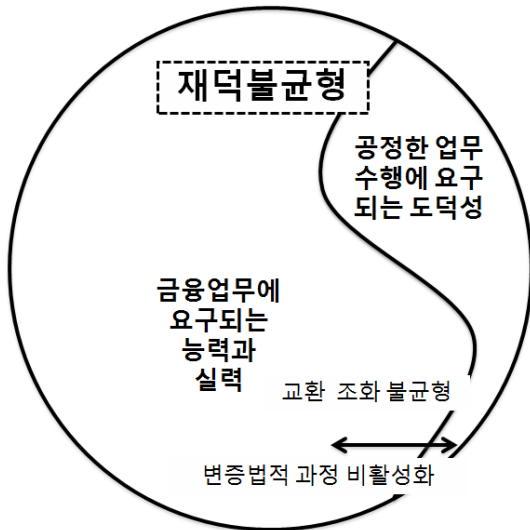 재덕불균형
공정한 업무
수행에 요구
되는 도덕성
금융업무에
요구되는
능력과
실력
교환 조화 불균형
변증법적 과정 비활성화